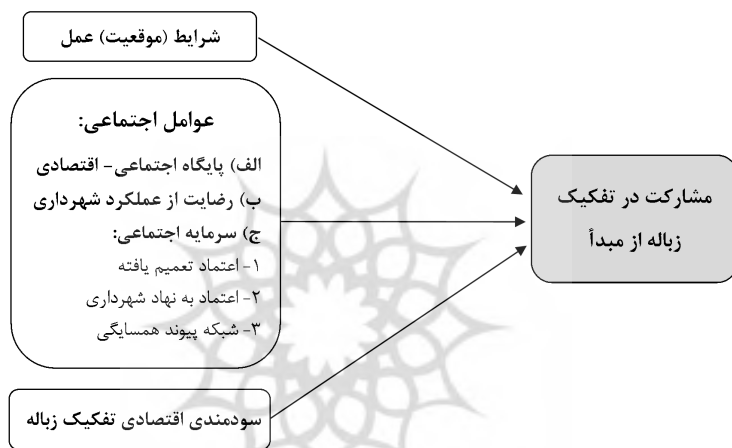 شرایط (موقعیت) عمل
عوامل اجتماعی:
الف) پایگاه اجتماعی- اقتصادی
ب) رضایت از عملکرد شهرداری
ج) سرمایه اجتماعی:
۱- اعتماد تعمیم یافته
۲- اعتماد به نهاد شهرداری
۳- شبکه پیوند همسایگی
سودمندی اقتصادی تفکیک زباله
مشارکت در تفکیک
زباله از مبدأ